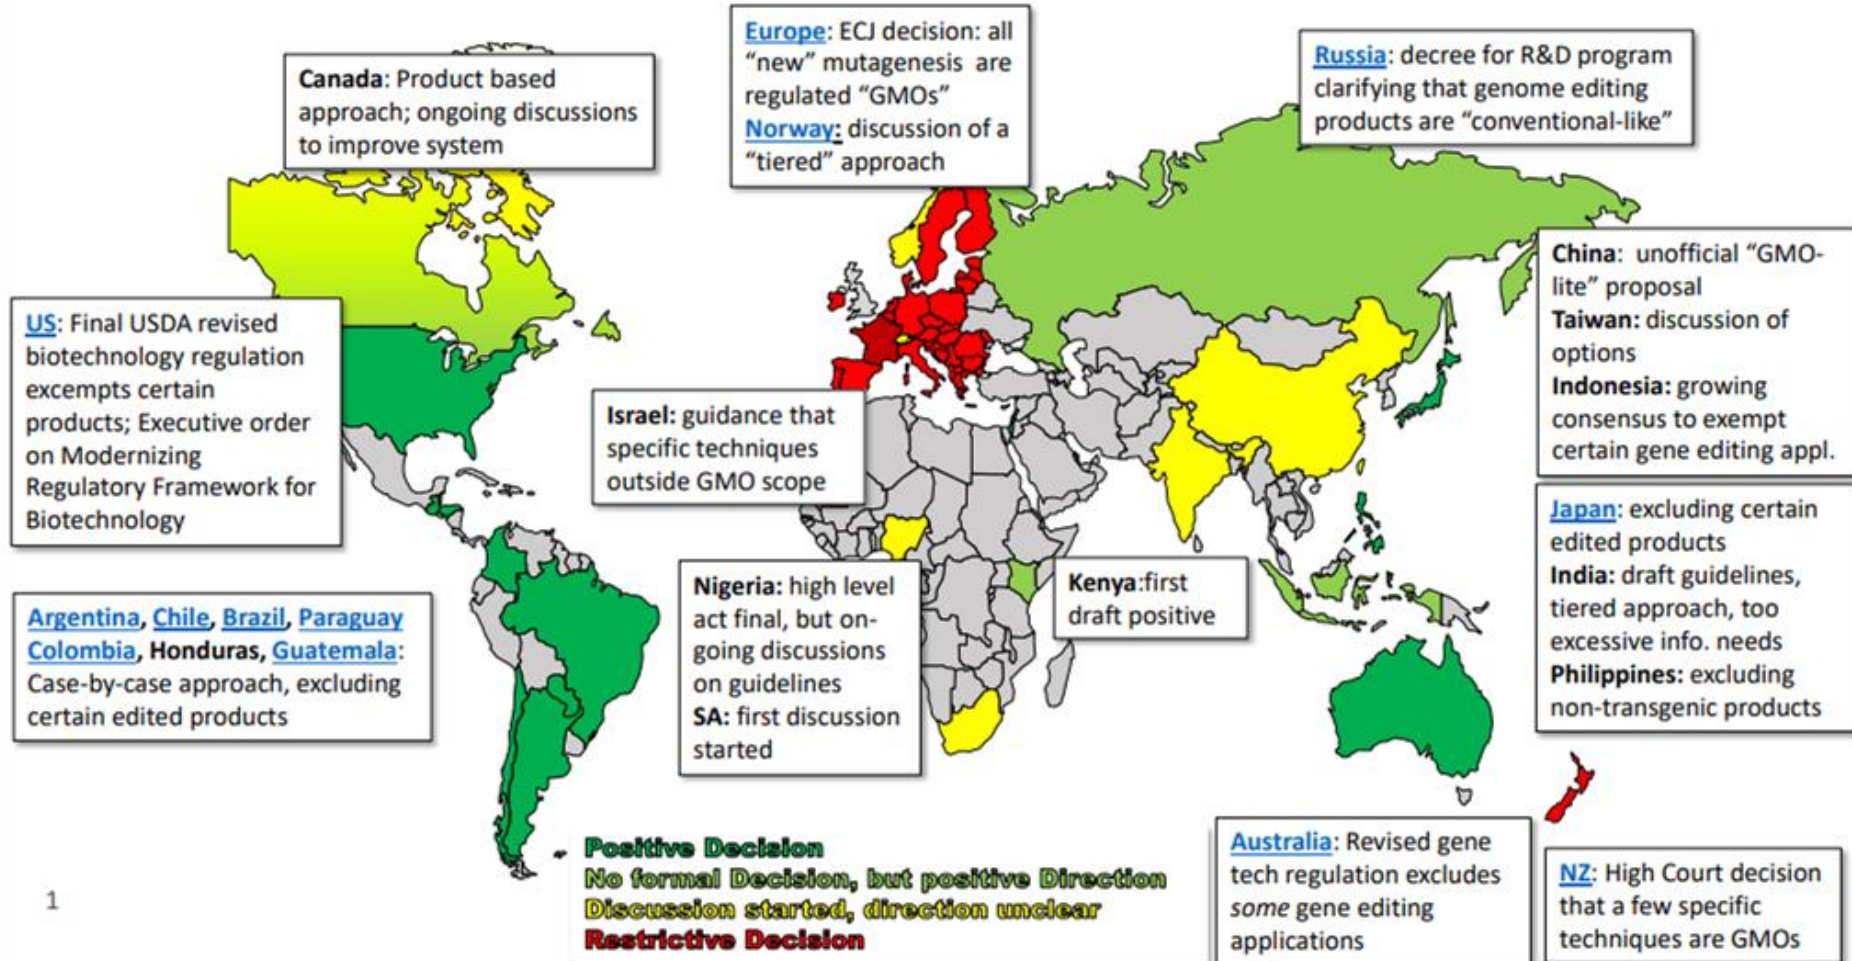 Canada: Product based
approach; ongoing discussions
to improve system
Europe: ECJ decision: all
“new” mutagenesis are
regulated “GMOs”
Norway: discussion of a
“tiered” approach
Russia: decree for R&D program
clarifying that genome editing
products are “conventional-like”
US: Final USDA revised
biotechnology regulation
excempts certain
products; Executive order
on Modernizing
Regulatory Framework for
Biotechnology
Israel: guidance that
specific techniques
outside GMO scope
China: unofficial “GMO-
lite” proposal
Taiwan: discussion of
options
Indonesia: growing
consensus to exempt
certain gene editing appl.
Argentina, Chile, Brazil, Paraguay
Colombia, Honduras, Guatemala:
Case-by-case approach, excluding
certain edited products
Nigeria: high level
act final, but on-
going discussions
on guidelines
SA: first discussion
started
Kenya:first
draft positive
Japan: excluding certain
edited products
India: draft guidelines,
tiered approach, too
excessive info. needs
Philippines: excluding
non-transgenic products
Positive Decision
No formal Decision, but positive Direction
Discussion started, direction unclear
Restrictive Decision
Australia: Revised gene
tech regulation excludes
some gene editing
applications
NZ: High Court decision
that a few specific
techniques are GMOs
1